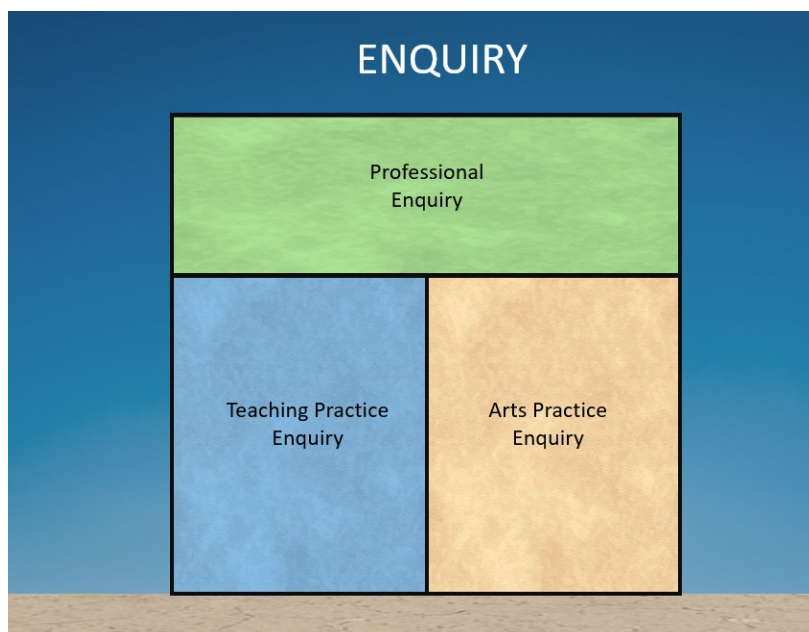 ENQUIRY
Professional
Enquiry
Teaching Practice
Enquiry
Arts Practice
Enquiry